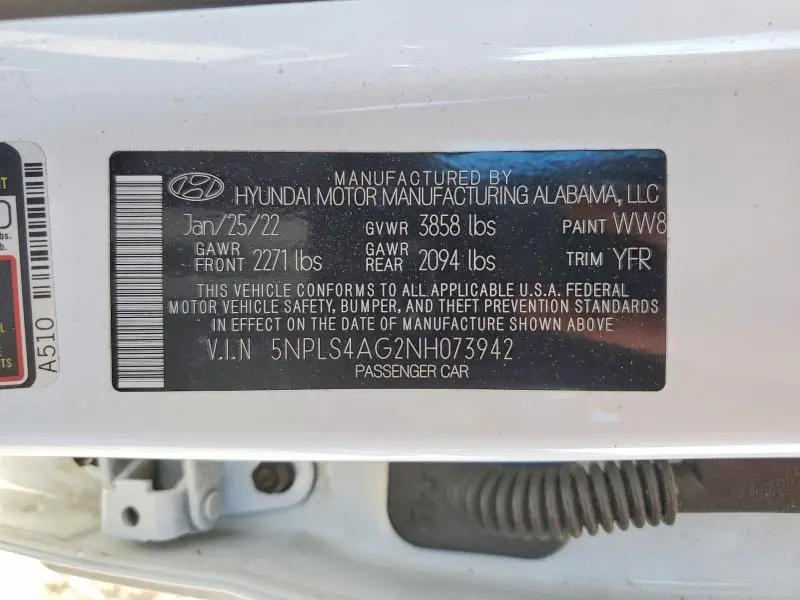 MANUFACTURED BY
HYUNDAI MOTOR MANUFACTURING ALABAMA, LLC
Jan/25/22 GVWR 3858 lbs PAINT WW8
GAWR FRONT 2271 lbs GAWR REAR 2094 lbs TRIM YFR
THIS VEHICLE CONFORMS TO ALL APPLICABLE U.S.A. FEDERAL
MOTOR VEHICLE SAFETY, BUMPER, AND THEFT PREVENTION STANDARDS
IN EFFECT ON THE DATE OF MANUFACTURE SHOWN ABOVE
V.I.N 5NPLS4AG2NH073942
PASSENGER CAR
A510
lbs.
lb.